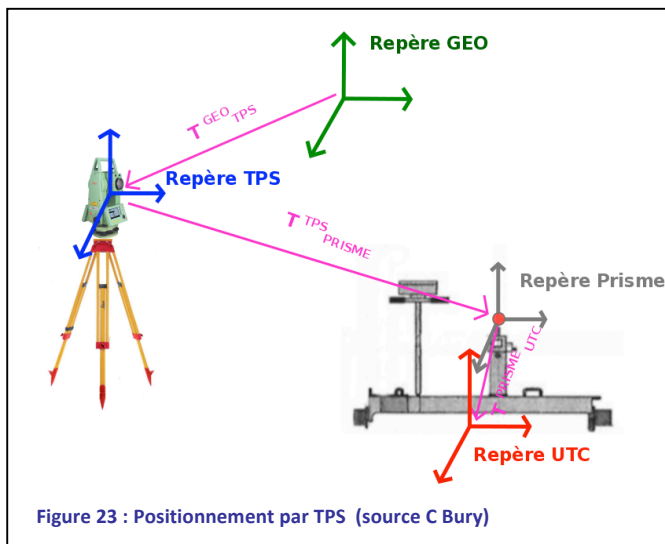 Repère GEO
T GEO TPS
Repère TPS
T TPS PRISME
Repère Prisme
T PRISME UTC
Repère UTC
Figure 23 : Positionnement par TPS (source C Bury)